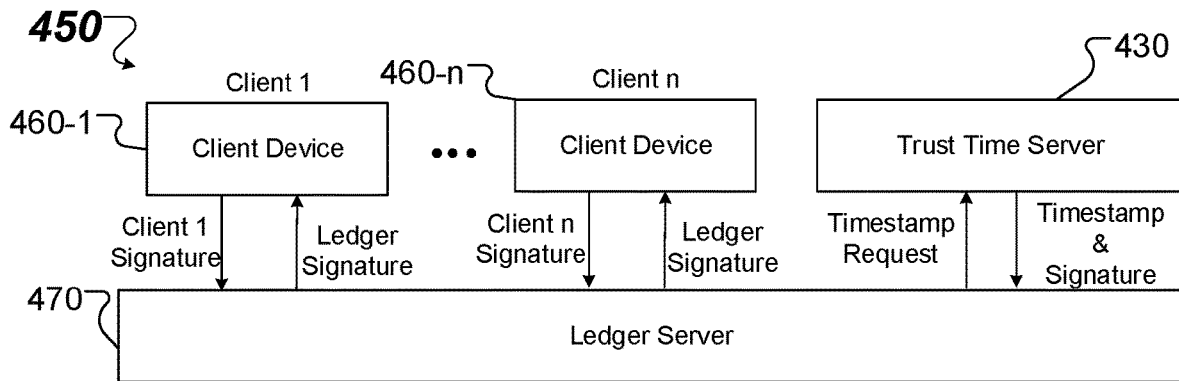 450
430
Client 1
460-n
Client n
460-1
Client Device
•••
Client Device
Trust Time Server
Client 1
Signature
Ledger
Signature
Client n
Signature
Ledger
Signature
Timestamp
Request
Timestamp
&
Signature
470
Ledger Server